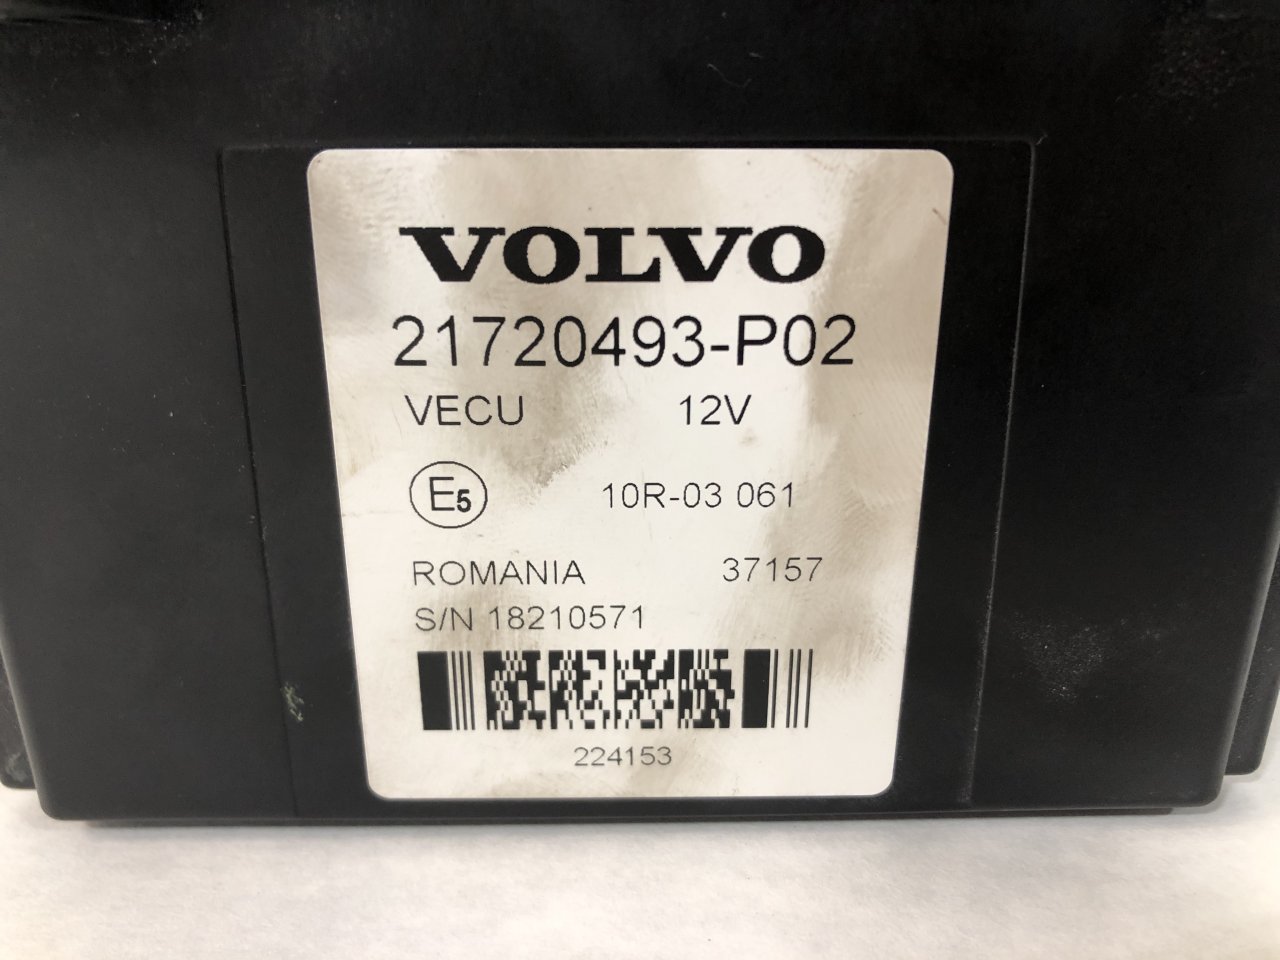 VOLVO
21720493-P02
VECU 12V
E5 10R-03 061
ROMANIA 37157
S/N 18210571
224153